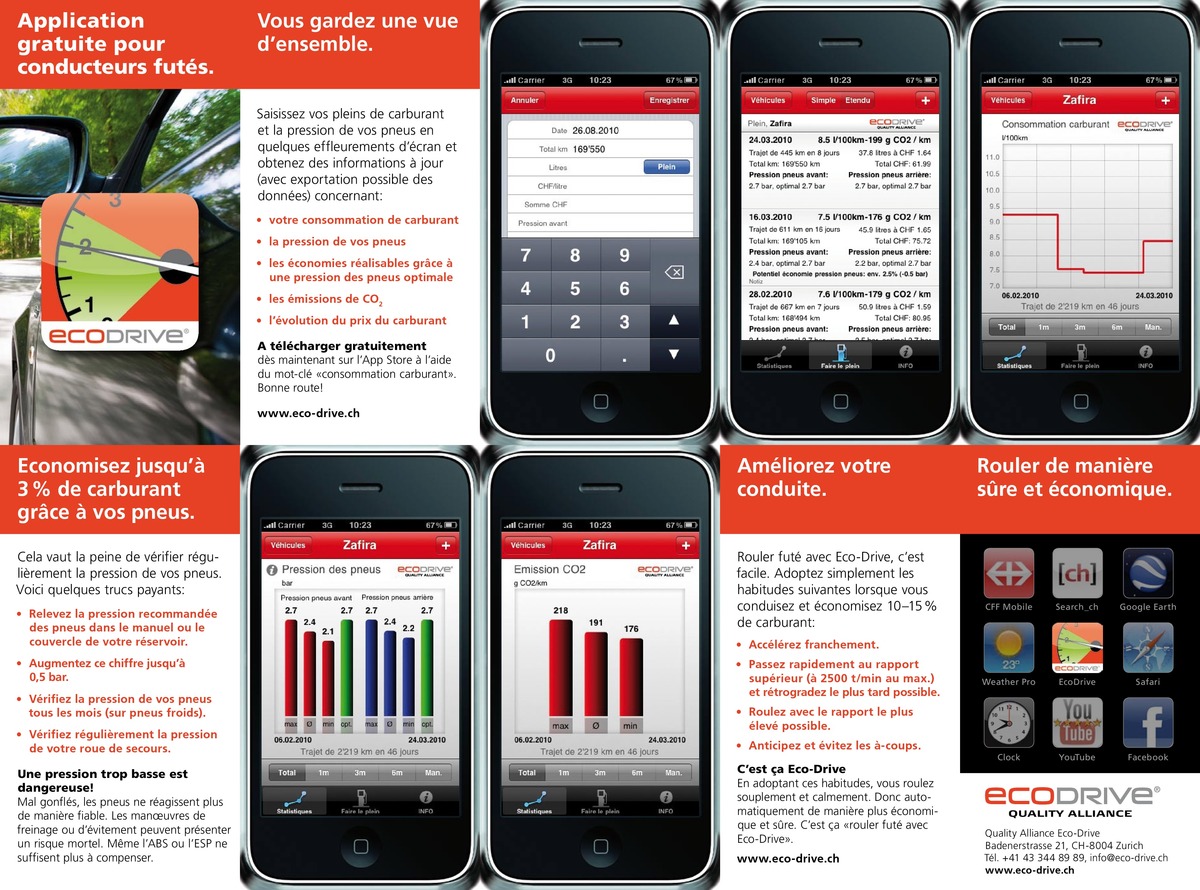 Application
gratuite pour
conducteurs futés.
3
2
1
ECODRIVE®
Vous gardez une vue
d’ensemble.
Saisissez vos pleins de carburant
et la pression de vos pneus en
quelques effleurements d’écran et
obtenez des informations à jour
(avec exportation possible des
données) concernant:
• votre consommation de carburant
• la pression de vos pneus
• les économies réalisables grâce à
une pression des pneus optimale
• les émissions de CO2
• l’évolution du prix du carburant
A télécharger gratuitement
dès maintenant sur l’App Store à l’aide
du mot-clé «consommation carburant».
Bonne route!
www.eco-drive.ch
Carrier 3G 10:23 67%
Annuler Enregistrer
Date 26.08.2010
Total km 169'550
Litres Plein
CHF/litre
Somme CHF
Pression avant
7 8 9
4 5 6
1 2 3
0 .
Carrier 3G 10:23 67%
Véhicules Simple Etendu +
Plein, Zafira ECODRIVE®
QUALITY ALLIANCE
24.03.2010 8.5 l/100km-199 g CO2 / km
Trajet de 445 km en 8 jours 37.8 litres à CHF 1.64
Total km: 169'550 km Total CHF: 61.99
Pression pneus avant: Pression pneus arrière:
2.7 bar, optimal 2.7 bar 2.7 bar, optimal 2.7 bar
16.03.2010 7.5 l/100km-176 g CO2 / km
Trajet de 611 km en 16 jours 45.9 litres à CHF 1.65
Total km: 169'105 km Total CHF: 75.72
Pression pneus avant: Pression pneus arrière:
2.4 bar, optimal 2.7 bar 2.2 bar, optimal 2.7 bar
Potentiel économie pression pneus: env. 2.5% (-0.5 bar)
Notiz
28.02.2010 7.6 l/100km-179 g CO2 / km
Trajet de 667 km en 7 jours 50.9 litres à CHF 1.59
Total km: 168'494 km Total CHF: 80.95
Pression pneus avant: Pression pneus arrière:
Statistiques Faire le plein INFO
Carrier 3G 10:23 67%
Véhicules Zafira +
Consommation carburant ECODRIVE®
QUALITY ALLIANCE
l/100km
11.0
10.5
10.0
9.5
9.0
8.5
8.0
7.5
7.0
06.02.2010 24.03.2010
Trajet de 2'219 km en 46 jours
Total 1m 3m 6m Man.
Statistiques Faire le plein INFO
Economisez jusqu’à
3 % de carburant
grâce à vos pneus.
Cela vaut la peine de vérifier régu-
lièrement la pression de vos pneus.
Voici quelques trucs payants:
• Relevez la pression recommandée
des pneus dans le manuel ou le
couvercle de votre réservoir.
• Augmentez ce chiffre jusqu’à
0,5 bar.
• Vérifiez la pression de vos pneus
tous les mois (sur pneus froids).
• Vérifiez régulièrement la pression
de votre roue de secours.
Une pression trop basse est
dangereuse!
Mal gonflés, les pneus ne réagissent plus
de manière fiable. Les manœuvres de
freinage ou d’évitement peuvent présenter
un risque mortel. Même l’ABS ou l’ESP ne
suffisent plus à compenser.
Carrier 3G 10:23 67%
Véhicules Zafira +
i Pression des pneus ECODRIVE®
QUALITY ALLIANCE
bar
Pression pneus avant Pression pneus arrière
2.7 2.4 2.1 2.7 2.7 2.4 2.2 2.7
max Ø min opt. max Ø min opt.
06.02.2010 24.03.2010
Trajet de 2'219 km en 46 jours
Total 1m 3m 6m Man.
Statistiques Faire le plein INFO
Carrier 3G 10:23 67%
Véhicules Zafira +
Emission CO2 ECODRIVE®
QUALITY ALLIANCE
g CO2/km
218 191 176
max Ø min
06.02.2010 24.03.2010
Trajet de 2'219 km en 46 jours
Total 1m 3m 6m Man.
Statistiques Faire le plein INFO
Améliorez votre
conduite.
Rouler futé avec Eco-Drive, c’est
facile. Adoptez simplement les
habitudes suivantes lorsque vous
conduisez et économisez 10–15 %
de carburant:
• Accélérez franchement.
• Passez rapidement au rapport
supérieur (à 2500 t/min au max.)
et rétrogradez le plus tard possible.
• Roulez avec le rapport le plus
élevé possible.
• Anticipez et évitez les à-coups.
C’est ça Eco-Drive
En adoptant ces habitudes, vous roulez
souplement et calmement. Donc auto-
matiquement de manière plus économi-
que et sûre. C’est ça «rouler futé avec
Eco-Drive».
www.eco-drive.ch
Rouler de manière
sûre et économique.
[ch]
CFF Mobile Search_ch Google Earth
23°
Weather Pro EcoDrive Safari
You
Tube
f
Clock YouTube Facebook
ECODRIVE®
QUALITY ALLIANCE
Quality Alliance Eco-Drive
Badenerstrasse 21, CH-8004 Zurich
Tél. +41 43 344 89 89, info@eco-drive.ch
www.eco-drive.ch